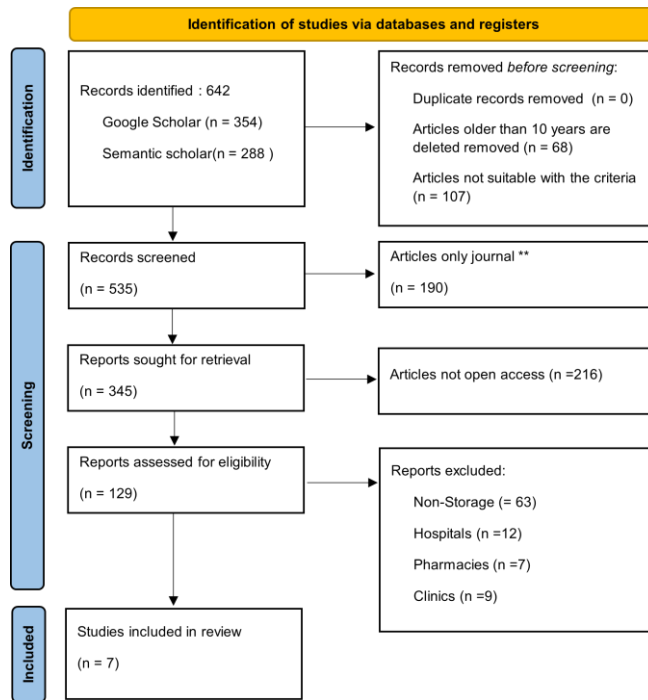 Identification of studies via databases and registers
Identification
Records identified : 642
Google Scholar (n = 354)
Semantic scholar(n = 288 )
Records removed before screening:
Duplicate records removed (n = 0)
Articles older than 10 years are
deleted removed (n = 68)
Articles not suitable with the criteria
(n = 107)
Screening
Records screened
(n = 535)
Articles only journal **
(n = 190)
Reports sought for retrieval
(n = 345)
Articles not open access (n =216)
Reports assessed for eligibility
(n = 129)
Reports excluded:
Non-Storage (= 63)
Hospitals (n =12)
Pharmacies (n =7)
Clinics (n =9)
Included
Studies included in review
(n = 7)